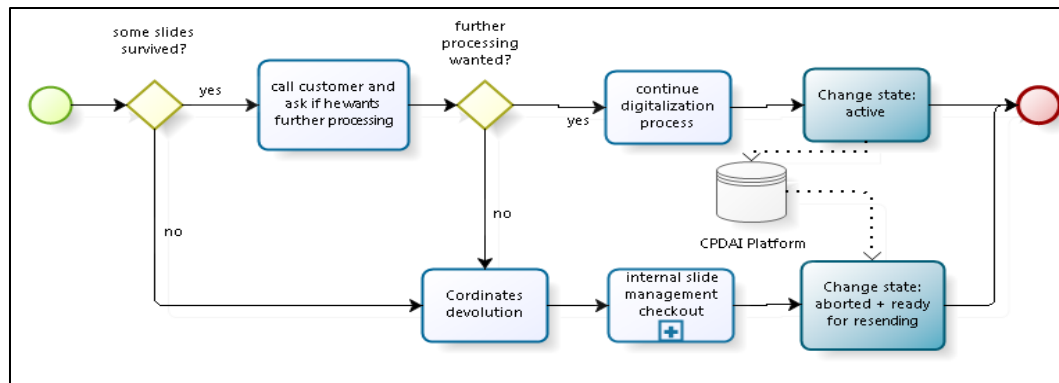 some slides
survived?
further
processing
wanted?
yes
call customer and
ask if he wants
further processing
yes
continue
digitalization
process
Change state:
active
no
no
CPDAI Platform
Cordinates
devolution
internal slide
management
checkout
Change state:
aborted + ready
for resending